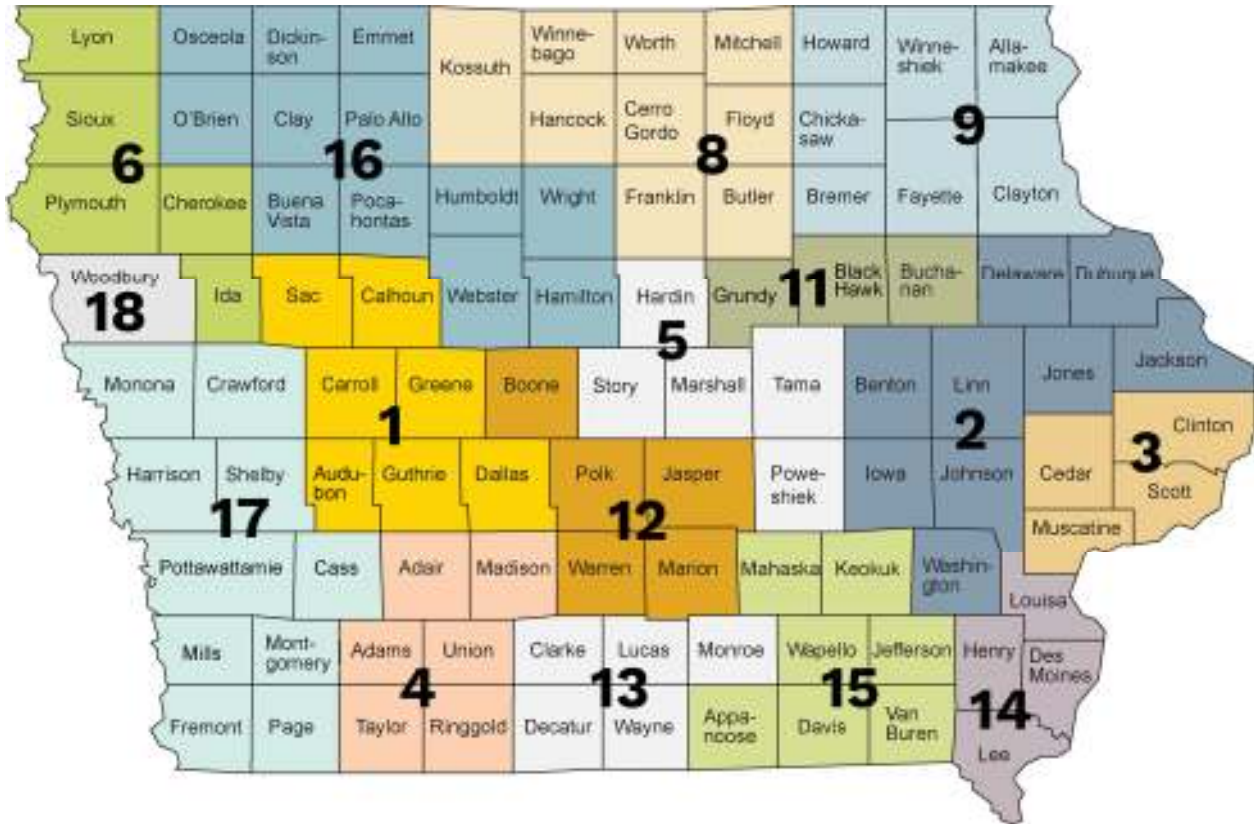 Lyon
Osceola
Dickin-
son
Emmet
Kossuth
Winne-
bago
Worth
Mitchell
Howard
Winne-
shiek
Alla-
makee
Sioux
O'Brien
Clay
Palo Alto
Hancock
Cerro
Gordo
Floyd
Chicka-
saw
6
16
8
9
Plymouth
Cherokee
Buena
Vista
Poca-
hontas
Humboldt
Wright
Franklin
Butler
Bremer
Fayette
Clayton
Woodbury
18
Ida
Sac
Calhoun
Webster
Hamilton
Hardin
5
Grundy
11
Black
Hawk
Bucha-
nan
Delaware
Dubuque
Monona
Crawford
Carroll
Greene
1
Boone
Story
Marshall
Tama
Benton
Linn
2
Jones
Jackson
Clinton
3
Harrison
Shelby
17
Audu-
bon
Guthrie
Dallas
Polk
Jasper
12
Powe-
shiek
Iowa
Johnson
Cedar
Scott
Muscatine
Pottawattamie
Cass
Adair
Madison
Warren
Marion
Mahaska
Keokuk
Washin-
gton
Louisa
Mills
Mont-
gomery
Adams
Union
4
Clarke
Lucas
13
Monroe
Wapello
Jefferson
15
Henry
Des
Moines
14
Fremont
Page
Taylor
Ringgold
Decatur
Wayne
Appa-
noose
Davis
Van
Buren
Lee